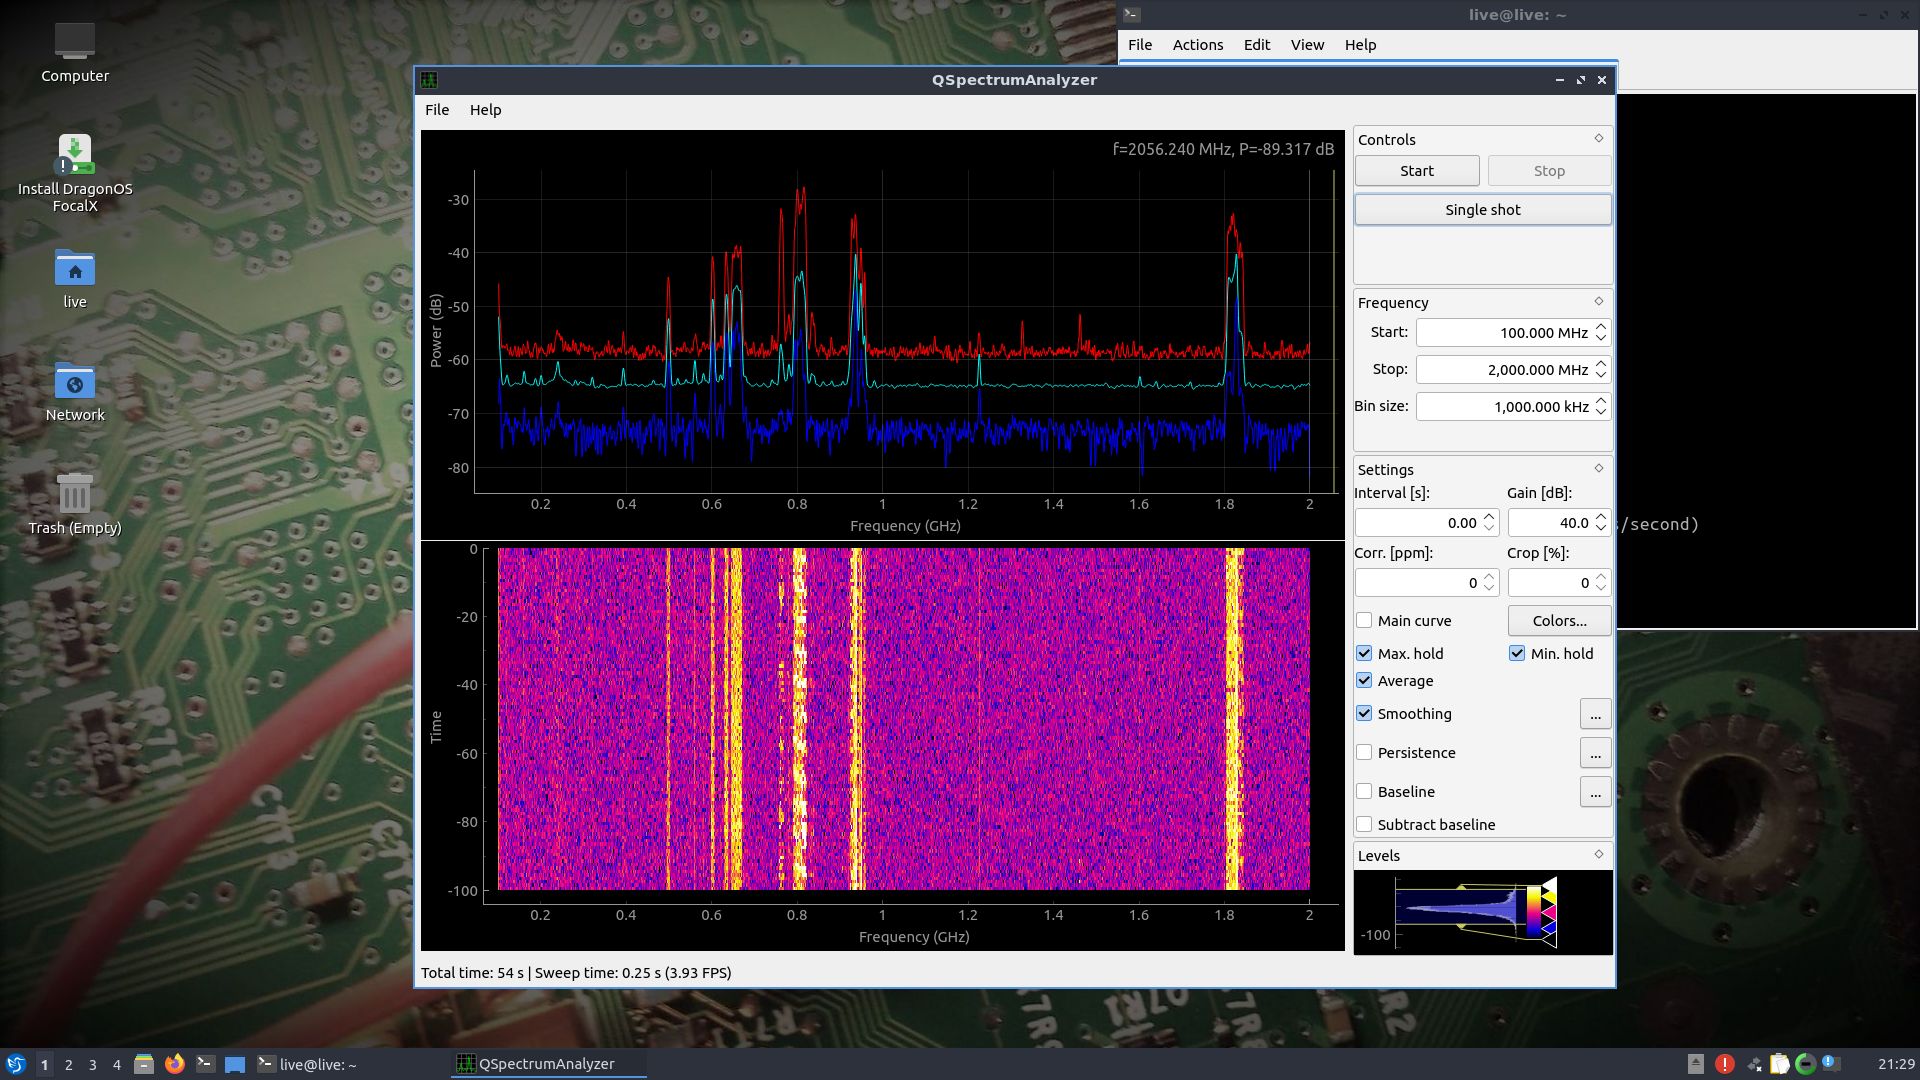 Computer
Install DragonOS
FocalX
live
Network
Trash (Empty)
live@live: ~
File Actions Edit View Help
/second)
QSpectrumAnalyzer
File Help
f=2056.240 MHz, P=-89.317 dB
-30
-40
-50
-60
-70
-80
Power (dB)
0.2 0.4 0.6 0.8 1 1.2 1.4 1.6 1.8 2
Frequency (GHz)
0
-20
-40
-60
-80
-100
Time
0.2 0.4 0.6 0.8 1 1.2 1.4 1.6 1.8 2
Frequency (GHz)
Total time: 54 s | Sweep time: 0.25 s (3.93 FPS)
Controls
Start Stop
Single shot
Frequency
Start: 100.000 MHz
Stop: 2,000.000 MHz
Bin size: 1,000.000 kHz
Settings
Interval [s]: Gain [dB]:
0.00 40.0
Corr. [ppm]: Crop [%]:
0 0
Main curve Colors...
Max. hold Min. hold
Average
Smoothing ...
Persistence ...
Baseline ...
Subtract baseline
Levels
-100
1 2 3 4 live@live: ~ QSpectrumAnalyzer 21:29